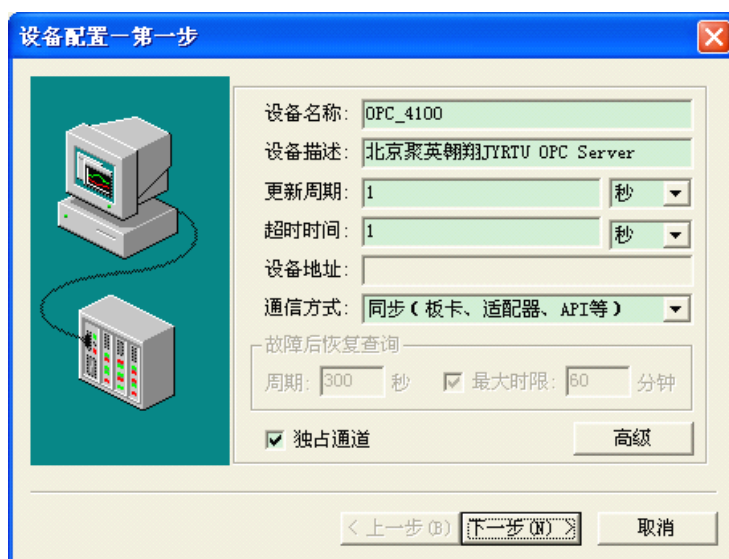 设备配置－第一步
设备名称: OPC_4100
设备描述: 北京聚英翱翔JYRTU OPC Server
更新周期: 1 秒
超时时间: 1 秒
设备地址:
通信方式: 同步(板卡、适配器、API等)
故障后恢复查询
周期: 300 秒 最大时限: 60 分钟
独占通道 高级
< 上一步(B) 下一步(N) > 取消